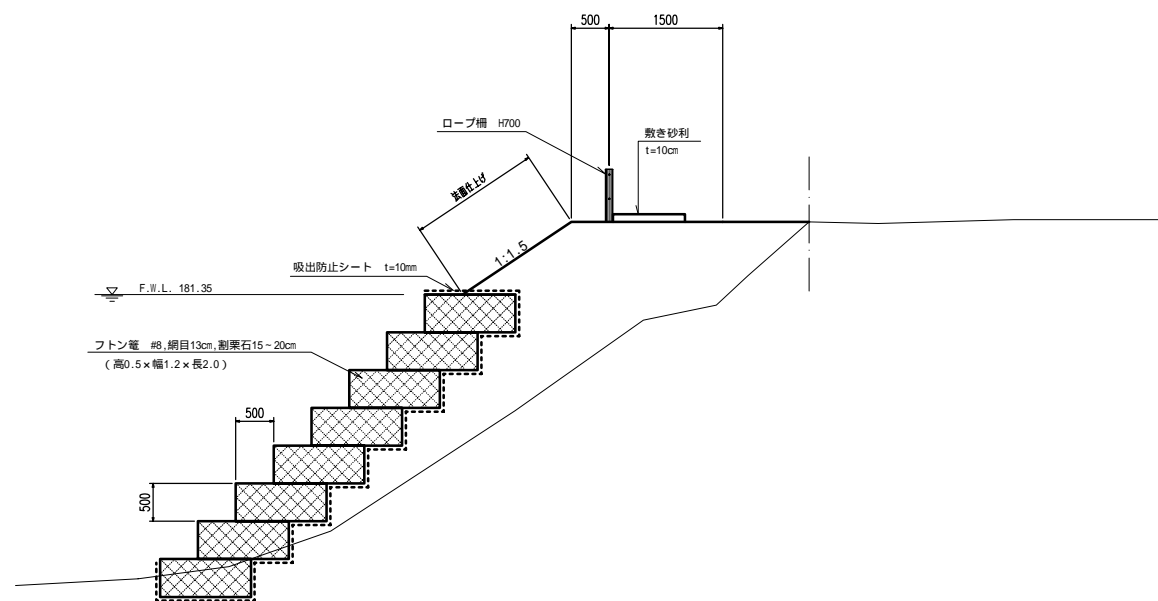 500
1500
ロープ柵 H700
敷き砂利
t=10cm
法面仕上げ
1:1.5
吸出防止シート t=10mm
F.W.L. 181.35
フトン篭 #8,網目13cm,割栗石15~20cm
(高0.5×幅1.2×長2.0)
500
500